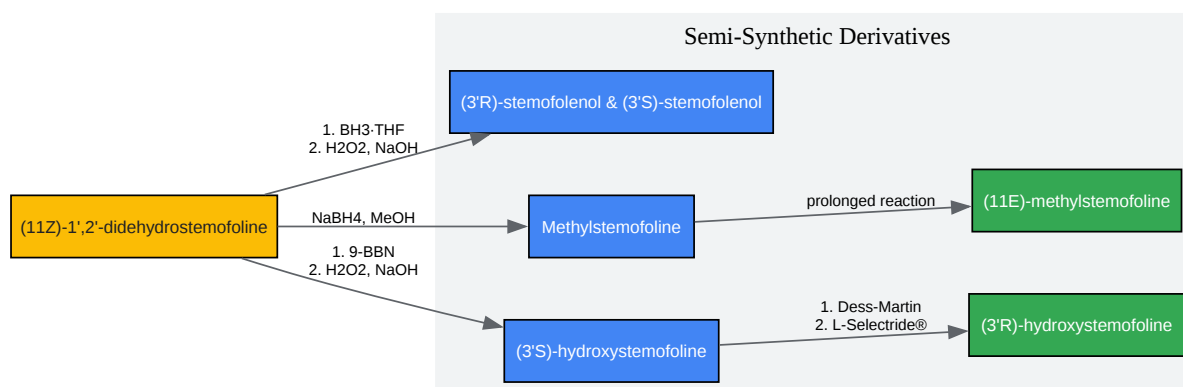 Semi-Synthetic Derivatives
(3'R)-stemofolenol & (3'S)-stemofolenol
1. BH3·THF
2. H2O2, NaOH
(11Z)-1',2'-didehydrostemofoline
NaBH4, MeOH
Methylstemofoline
prolonged reaction
(11E)-methylstemofoline
1. 9-BBN
2. H2O2, NaOH
(3'S)-hydroxystemofoline
1. Dess-Martin
2. L-Selectride®
(3'R)-hydroxystemofoline